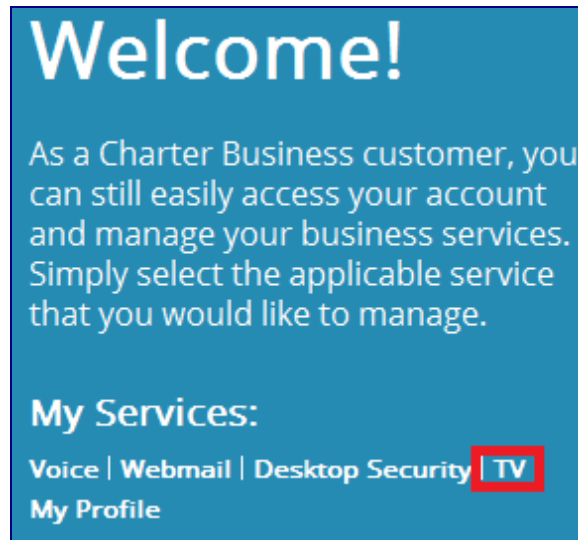 Welcome!
As a Charter Business customer, you
can still easily access your account
and manage your business services.
Simply select the applicable service
that you would like to manage.
My Services:
Voice | Webmail | Desktop Security | TV
My Profile